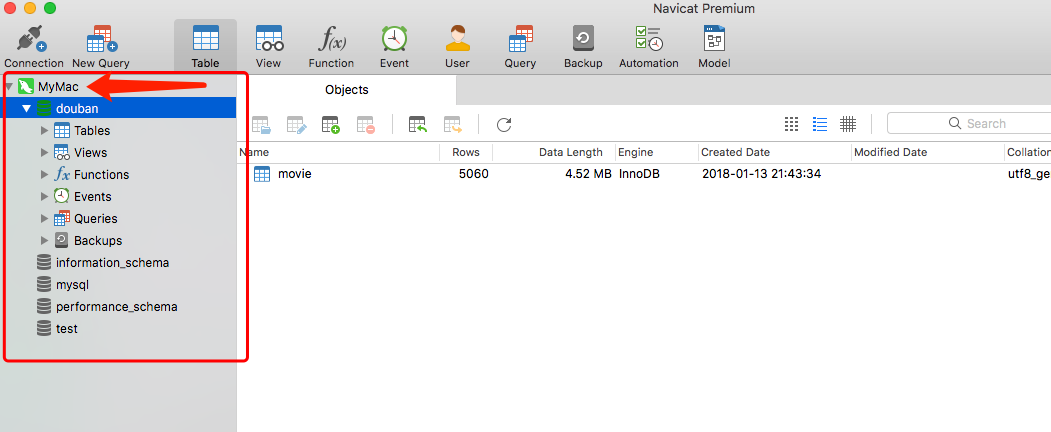 Navicat Premium
Connection New Query Table View Function Event User Query Backup Automation Model
MyMac
douban
Tables
Views
Functions
Events
Queries
Backups
information_schema
mysql
performance_schema
test
Objects
Search
Name Rows Data Length Engine Created Date Modified Date Collatio
movie 5060 4.52 MB InnoDB 2018-01-13 21:43:34 utf8_ge